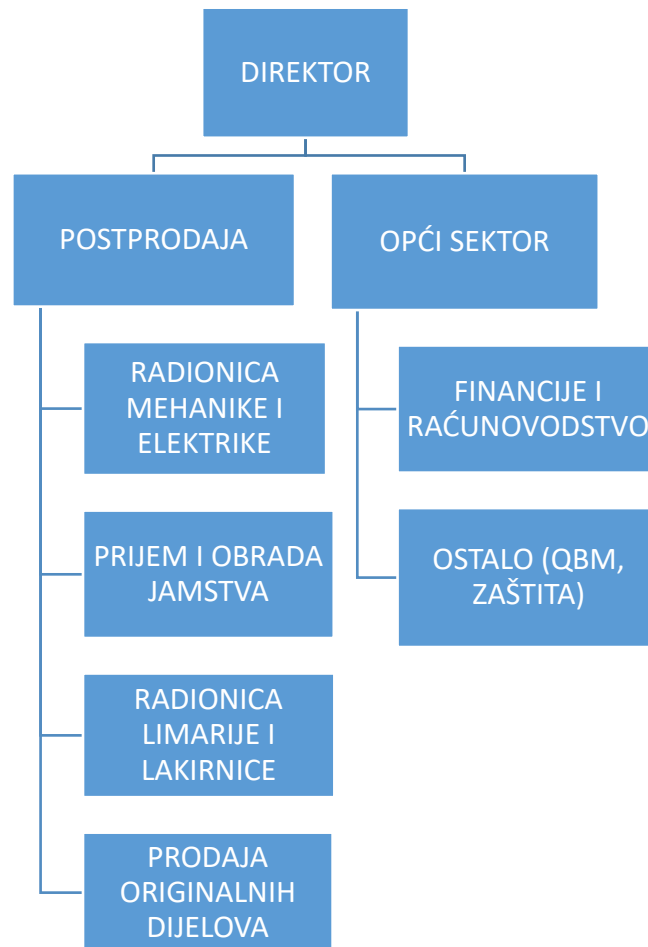 DIREKTOR
POSTPRODAJA
OPĆI SEKTOR
RADIONICA
MEHANIKE I
ELEKTRIKE
PRIJEM I OBRADA
JAMSTVA
RADIONICA
LIMARIJE I
LAKIRNICE
PRODAJA
ORIGINALNIH
DIJELOVA
FINANCIJE I
RAĆUNOVODSTVO
OSTALO (QBM,
ZAŠTITA)